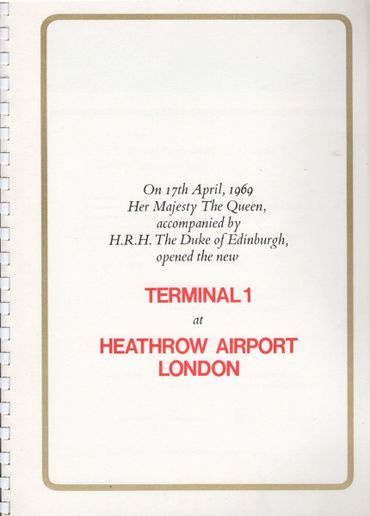 On 17th April, 1969
Her Majesty The Queen,
accompanied by
H.R.H. The Duke of Edinburgh,
opened the new
TERMINAL 1
at
HEATHROW AIRPORT
LONDON